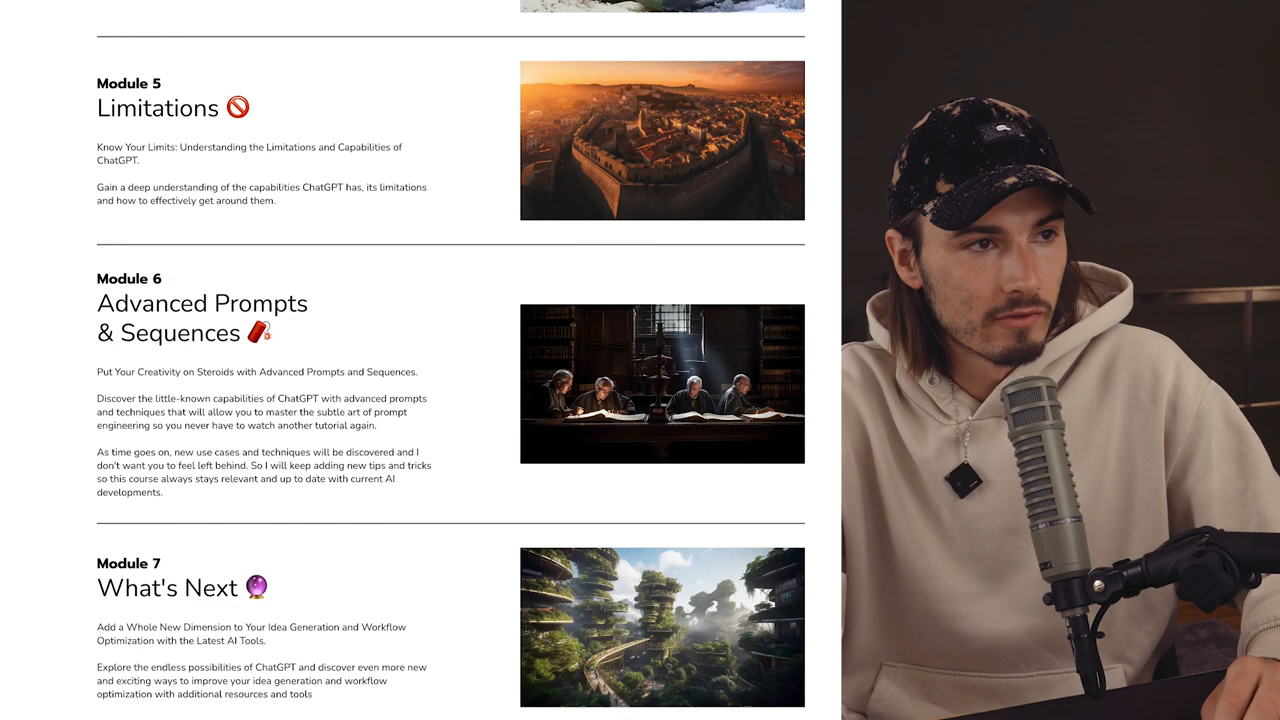 Module 5
Limitations 🚫
Know Your Limits: Understanding the Limitations and Capabilities of
ChatGPT.
Gain a deep understanding of the capabilities ChatGPT has, its limitations
and how to effectively get around them.
Module 6
Advanced Prompts
& Sequences 🧨
Put Your Creativity on Steroids with Advanced Prompts and Sequences.
Discover the little-known capabilities of ChatGPT with advanced prompts
and techniques that will allow you to master the subtle art of prompt
engineering so you never have to watch another tutorial again.
As time goes on, new use cases and techniques will be discovered and I
don't want you to feel left behind. So I will keep adding new tips and tricks
so this course always stays relevant and up to date with current AI
developments.
Module 7
What's Next 🔮
Add a Whole New Dimension to Your Idea Generation and Workflow
Optimization with the Latest AI Tools.
Explore the endless possibilities of ChatGPT and discover even more new
and exciting ways to improve your idea generation and workflow
optimization with additional resources and tools